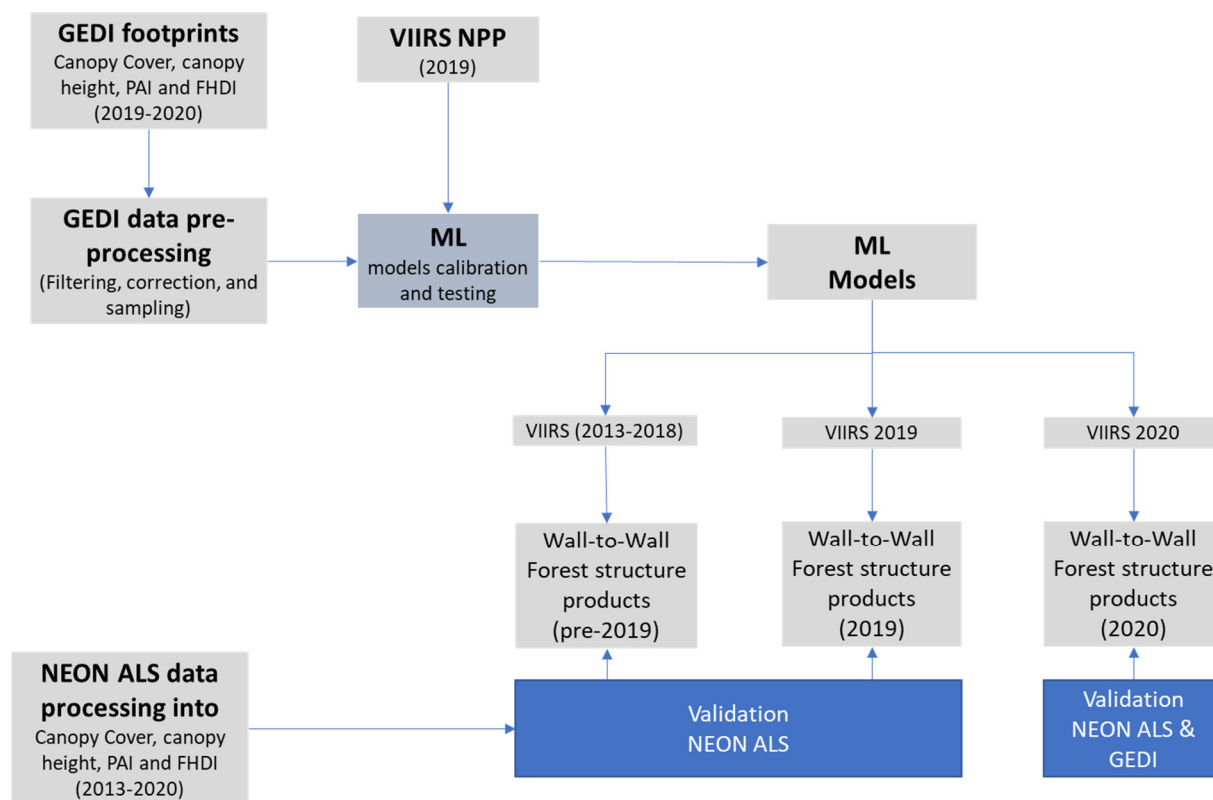 GEDI footprints
Canopy Cover, canopy
height, PAI and FHDI
(2019-2020)
VIIRS NPP
(2019)
GEDI data pre-
processing
(Filtering, correction, and
sampling)
ML
models calibration
and testing
ML
Models
VIIRS (2013-2018)
VIIRS 2019
VIIRS 2020
Wall-to-Wall
Forest structure
products
(pre-2019)
Wall-to-Wall
Forest structure
products
(2019)
Wall-to-Wall
Forest structure
products
(2020)
NEON ALS data
processing into
Canopy Cover, canopy
height, PAI and FHDI
(2013-2020)
Validation
NEON ALS
Validation
NEON ALS &
GEDI